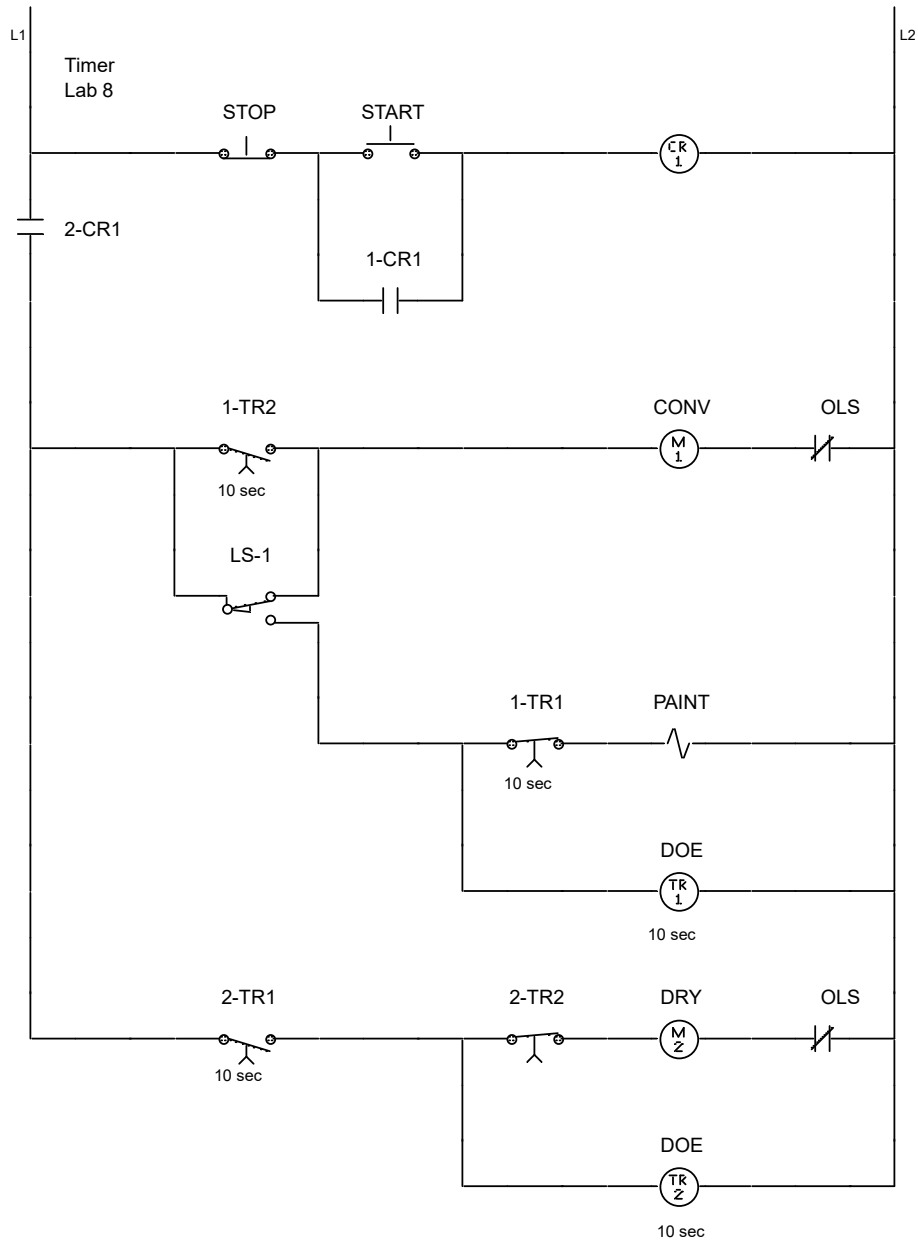 L1
L2
Timer
Lab 8
STOP
START
CR
1
2-CR1
1-CR1
1-TR2
CONV
OLS
M
1
10 sec
LS-1
1-TR1
PAINT
10 sec
DOE
TR
1
10 sec
2-TR1
2-TR2
DRY
OLS
M
2
10 sec
DOE
TR
2
10 sec